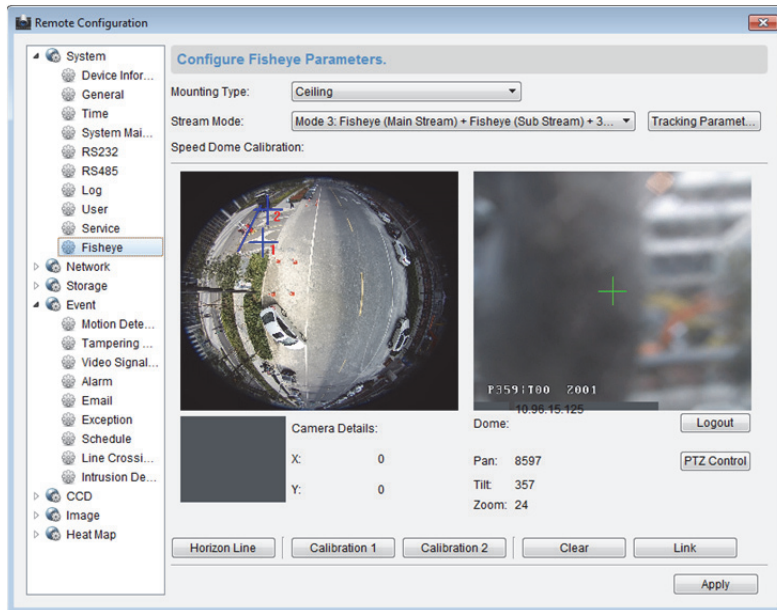 Remote Configuration
System
Device Infor...
General
Time
System Mai...
RS232
RS485
Log
User
Service
Fisheye
Network
Storage
Event
Motion Dete...
Tampering ...
Video Signal...
Alarm
Email
Exception
Schedule
Line Crossi...
Intrusion De...
CCD
Image
Heat Map
Configure Fisheye Parameters.
Mounting Type:
Ceiling
Stream Mode:
Mode 3: Fisheye (Main Stream) + Fisheye (Sub Stream) + 3...
Tracking Paramet...
Speed Dome Calibration:
2
1
P359:T00 Z001
10.96.15.125
Camera Details:
X: 0
Y: 0
Dome:
Logout
Pan: 8597
PTZ Control
Tilt: 357
Zoom: 24
Horizon Line
Calibration 1
Calibration 2
Clear
Link
Apply